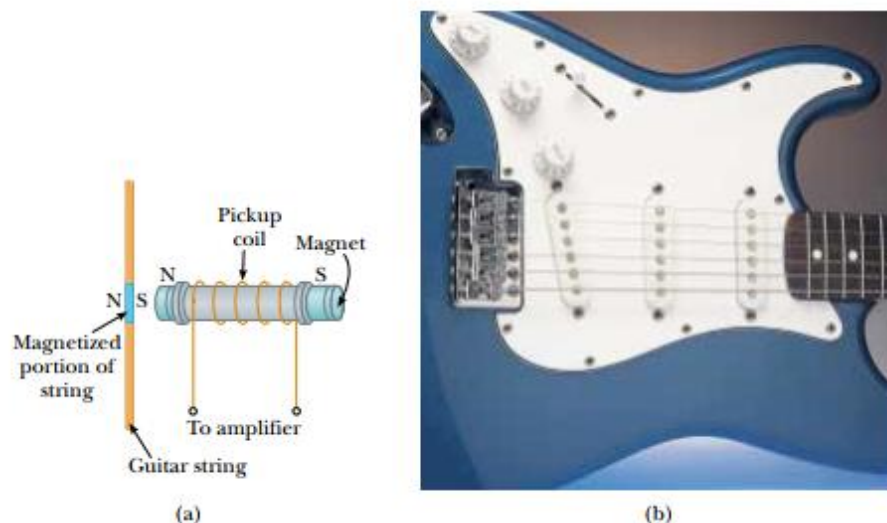 Pickup
coil
Magnet
N
S
N
S
Magnetized
portion of
string
To amplifier
Guitar string
(a)
(b)